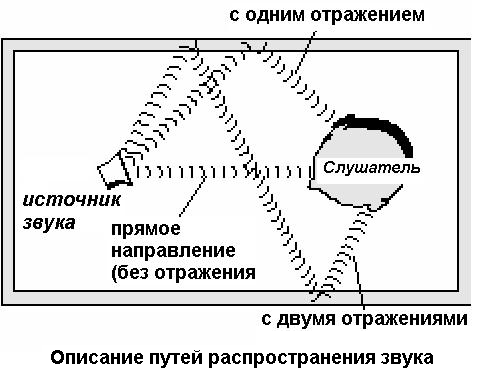 с одним отражением
Слушатель
источник
звука
прямое
направление
(без отражения
с двумя отражениями
Описание путей распространения звука